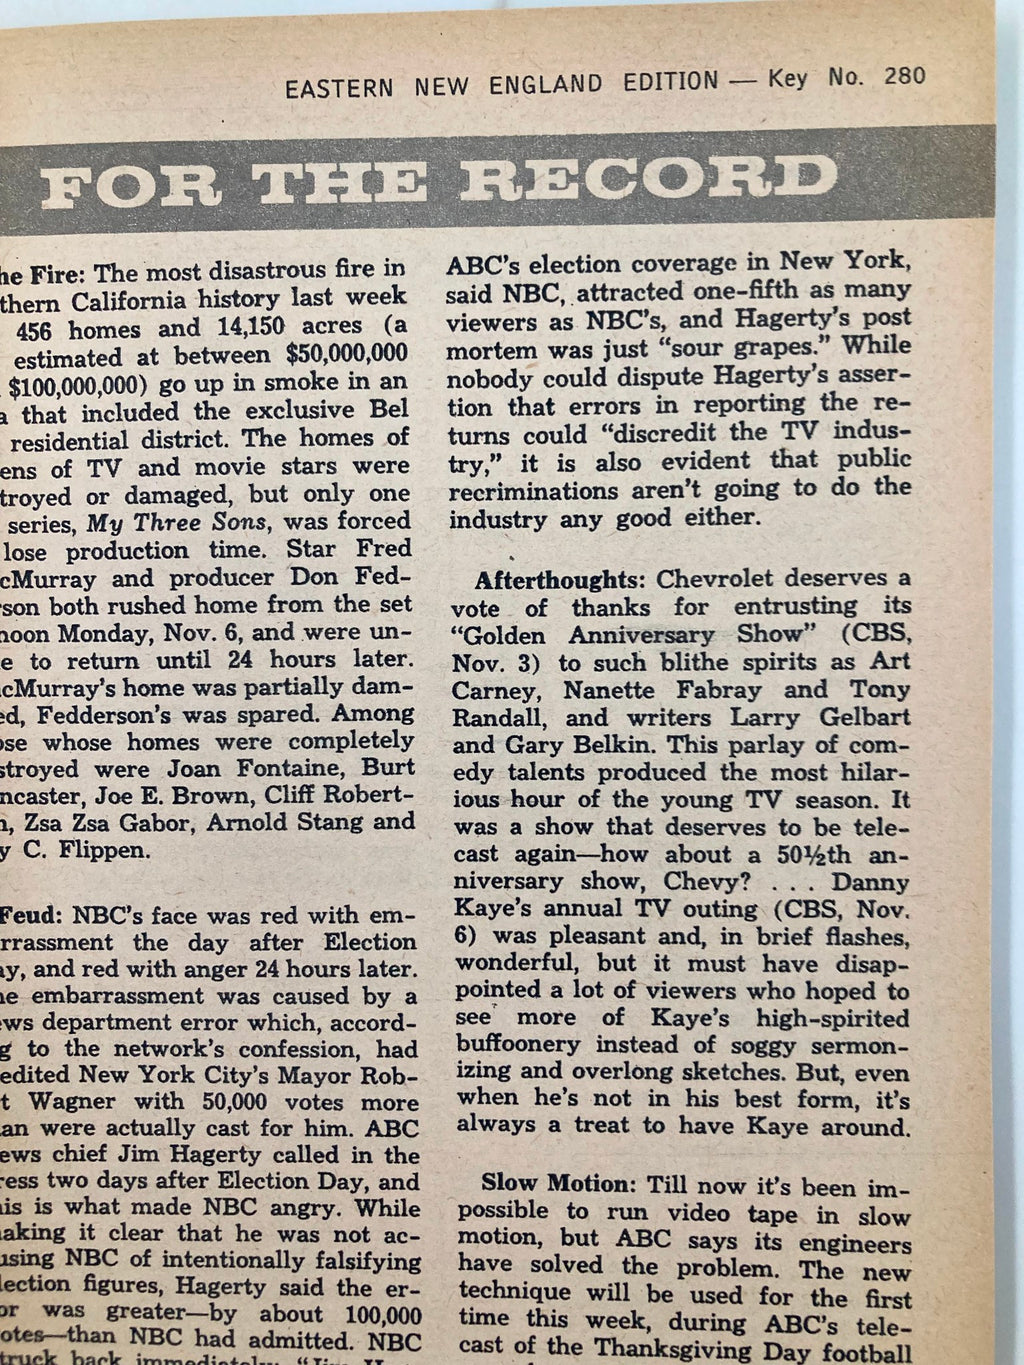 EASTERN NEW ENGLAND EDITION — Key No. 280
FOR THE RECORD
he Fire: The most disastrous fire in
thern California history last week
456 homes and 14,150 acres (a
estimated at between $50,000,000
$100,000,000) go up in smoke in an
a that included the exclusive Bel
residential district. The homes of
ens of TV and movie stars were
troyed or damaged, but only one
series, My Three Sons, was forced
lose production time. Star Fred
cMurray and producer Don Fed-
rson both rushed home from the set
noon Monday, Nov. 6, and were un-
e to return until 24 hours later.
cMurray's home was partially dam-
ed, Fedderson's was spared. Among
ose whose homes were completely
stroyed were Joan Fontaine, Burt
ncaster, Joe E. Brown, Cliff Robert-
n, Zsa Zsa Gabor, Arnold Stang and
y C. Flippen.
Feud: NBC's face was red with em-
rrassment the day after Election
ay, and red with anger 24 hours later.
he embarrassment was caused by a
ews department error which, accord-
g to the network's confession, had
edited New York City's Mayor Rob-
t Wagner with 50,000 votes more
an were actually cast for him. ABC
ews chief Jim Hagerty called in the
ress two days after Election Day, and
his is what made NBC angry. While
aking it clear that he was not ac-
using NBC of intentionally falsifying
lection figures, Hagerty said the er-
or was greater—by about 100,000
otes—than NBC had admitted. NBC
truck back immediately:
ABC's election coverage in New York,
said NBC, attracted one-fifth as many
viewers as NBC's, and Hagerty's post
mortem was just "sour grapes." While
nobody could dispute Hagerty's asser-
tion that errors in reporting the re-
turns could "discredit the TV indus-
try," it is also evident that public
recriminations aren't going to do the
industry any good either.
Afterthoughts: Chevrolet deserves a
vote of thanks for entrusting its
"Golden Anniversary Show" (CBS,
Nov. 3) to such blithe spirits as Art
Carney, Nanette Fabray and Tony
Randall, and writers Larry Gelbart
and Gary Belkin. This parlay of com-
edy talents produced the most hilar-
ious hour of the young TV season. It
was a show that deserves to be tele-
cast again—how about a 50½th an-
niversary show, Chevy? . . . Danny
Kaye's annual TV outing (CBS, Nov.
6) was pleasant and, in brief flashes,
wonderful, but it must have disap-
pointed a lot of viewers who hoped to
see more of Kaye's high-spirited
buffoonery instead of soggy sermon-
izing and overlong sketches. But, even
when he's not in his best form, it's
always a treat to have Kaye around.
Slow Motion: Till now it's been im-
possible to run video tape in slow
motion, but ABC says its engineers
have solved the problem. The new
technique will be used for the first
time this week, during ABC's tele-
cast of the Thanksgiving Day football